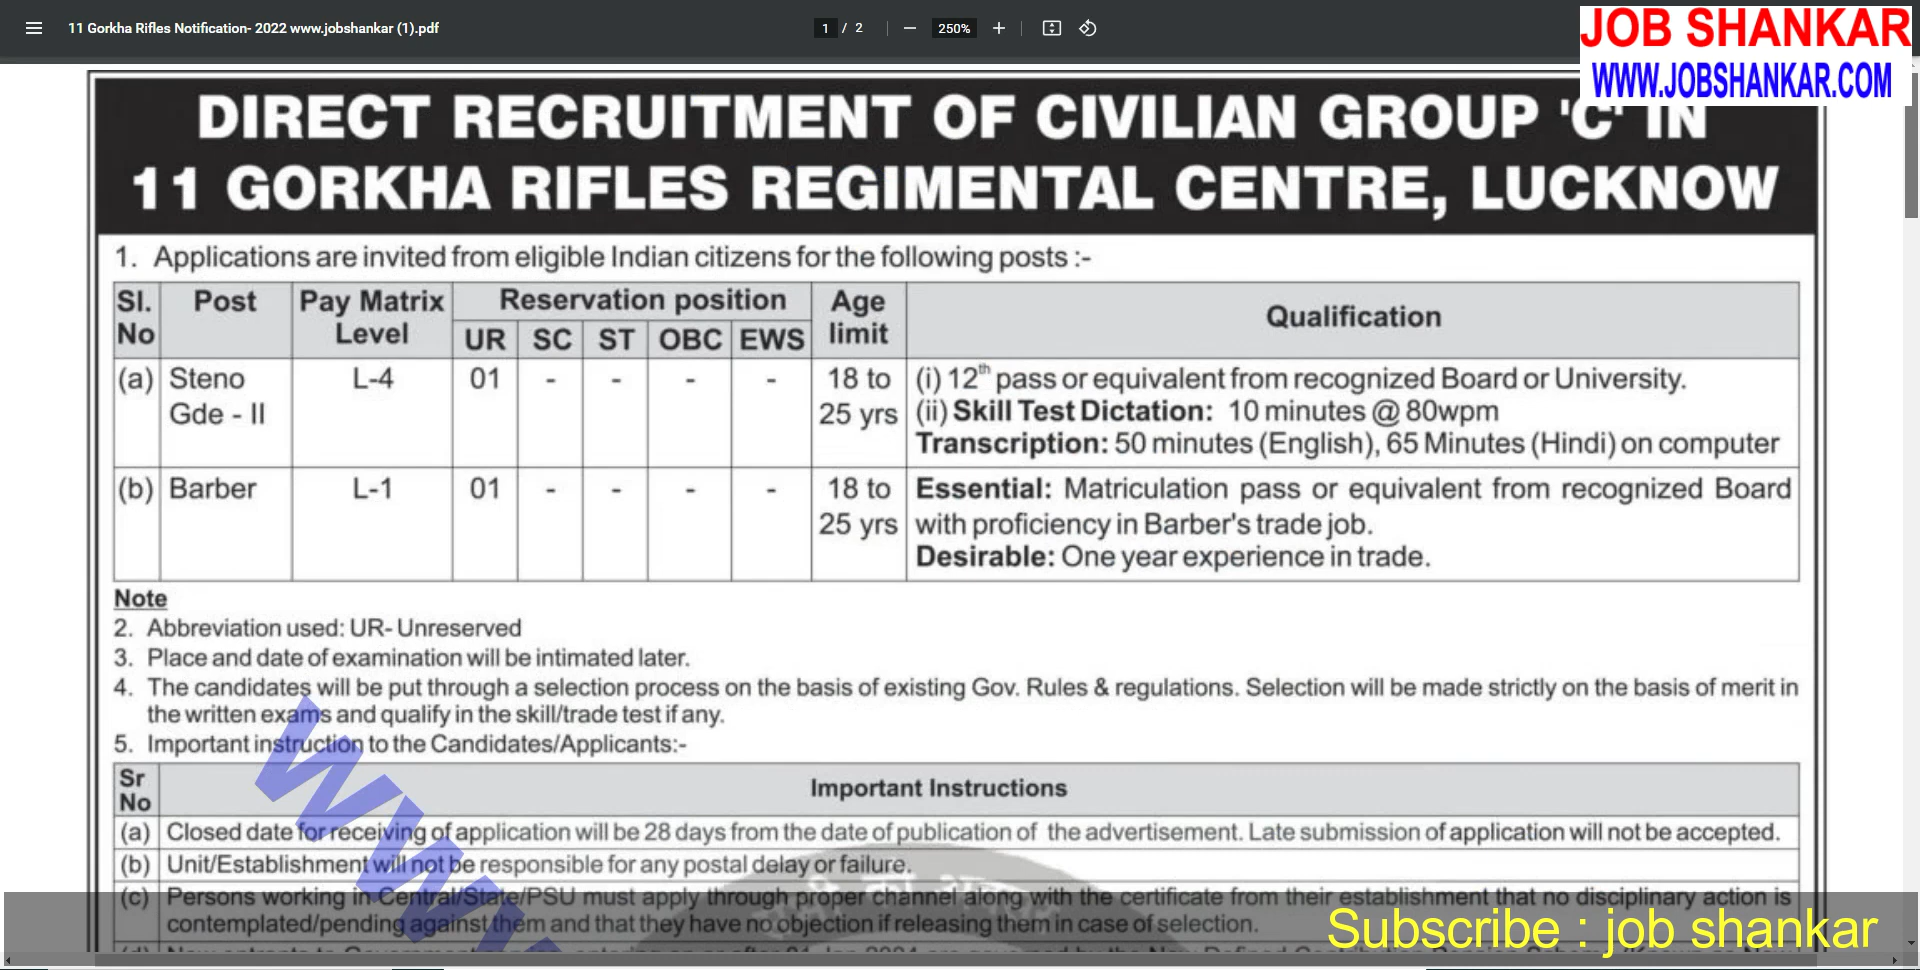 11 Gorkha Rifles Notification- 2022 www.jobshankar (1).pdf
1 / 2
250%
JOB SHANKAR
WWW.JOBSHANKAR.COM
DIRECT RECRUITMENT OF CIVILIAN GROUP 'C' IN
11 GORKHA RIFLES REGIMENTAL CENTRE, LUCKNOW
1. Applications are invited from eligible Indian citizens for the following posts :-
Sl. No Post Pay Matrix Level Reservation position Age limit Qualification
UR SC ST OBC EWS
(a) Steno Gde - II L-4 01 - - - - 18 to 25 yrs (i) 12th pass or equivalent from recognized Board or University.
(ii) Skill Test Dictation: 10 minutes @ 80wpm
Transcription: 50 minutes (English), 65 Minutes (Hindi) on computer
(b) Barber L-1 01 - - - - 18 to 25 yrs Essential: Matriculation pass or equivalent from recognized Board
with proficiency in Barber's trade job.
Desirable: One year experience in trade.
Note
2. Abbreviation used: UR- Unreserved
3. Place and date of examination will be intimated later.
4. The candidates will be put through a selection process on the basis of existing Gov. Rules & regulations. Selection will be made strictly on the basis of merit in
the written exams and qualify in the skill/trade test if any.
5. Important instruction to the Candidates/Applicants:-
Sr No Important Instructions
(a) Closed date for receiving of application will be 28 days from the date of publication of the advertisement. Late submission of application will not be accepted.
(b) Unit/Establishment will not be responsible for any postal delay or failure.
(c) Persons working in Central/State/PSU must apply through proper channel along with the certificate from their establishment that no disciplinary action is
contemplated/pending against them and that they have no objection if releasing them in case of selection.
Subscribe : job shankar